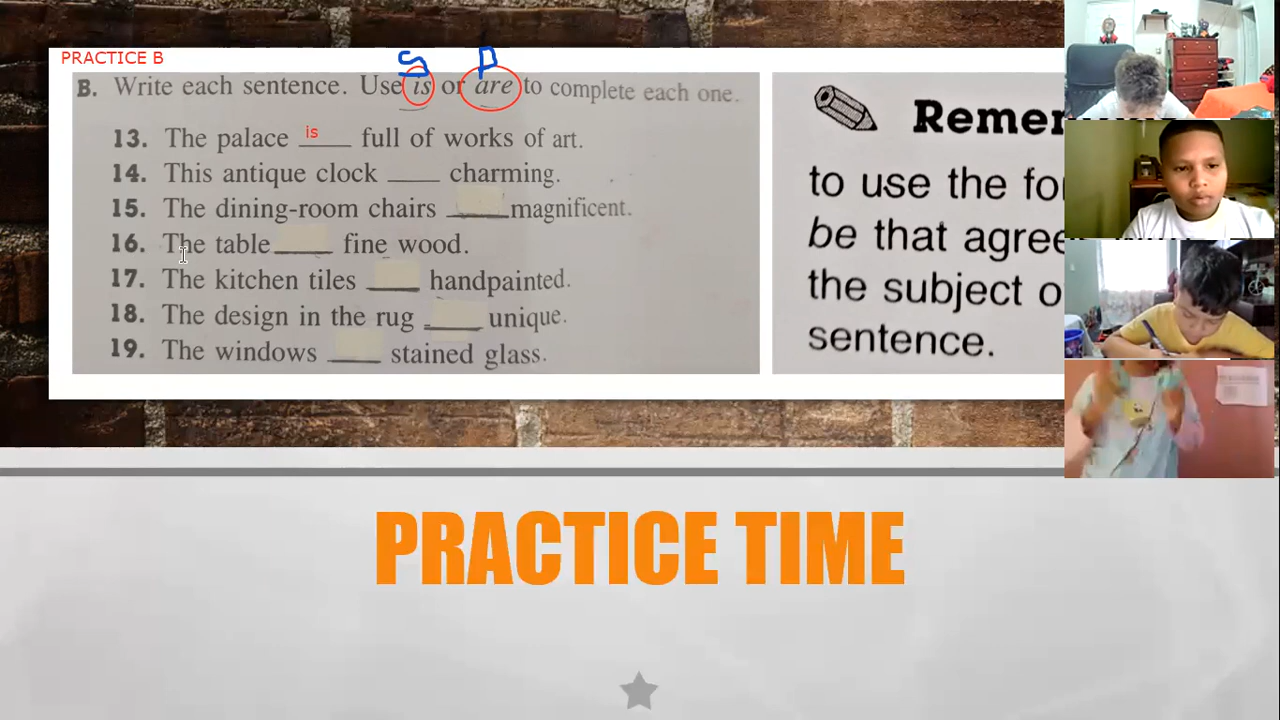 PRACTICE B
S P
B. Write each sentence. Use is or are to complete each one.
13. The palace is ____ full of works of art.
14. This antique clock ____ charming.
15. The dining-room chairs ____ magnificent.
16. The table ____ fine wood.
17. The kitchen tiles ____ handpainted.
18. The design in the rug ____ unique.
19. The windows ____ stained glass.
to use the
be that
the subject
sentence.
PRACTICE TIME